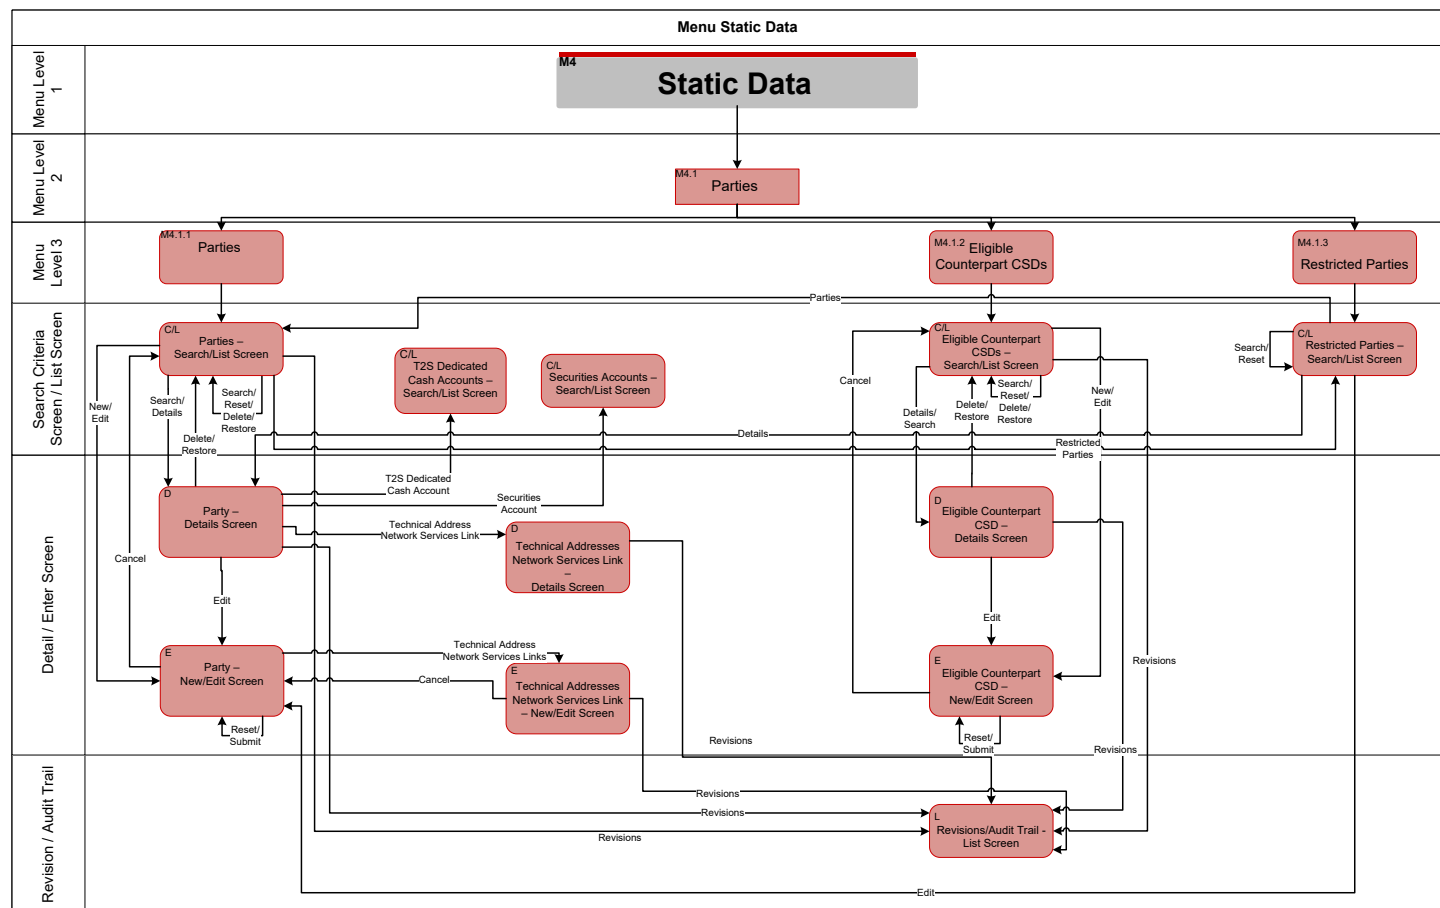 Menu Static Data
Menu Level
1
M4
Static Data
Menu Level
2
M4.1
Parties
Menu
Level 3
M4.1.1
Parties
M4.1.2
Eligible
Counterpart CSDs
M4.1.3
Restricted Parties
Parties
Search Criteria
Screen / List Screen
C/L
Parties –
Search/List Screen
C/L
T2S Dedicated
Cash Accounts –
Search/List Screen
C/L
Securities Accounts –
Search/List Screen
C/L
Eligible Counterpart
CSDs –
Search/List Screen
C/L
Restricted Parties –
Search/List Screen
Search/
Reset
New/
Edit
Search/
Details
Delete/
Restore
Search/
Reset/
Delete/
Restore
Cancel
Details/
Search
Delete/
Restore
Search/
Reset/
Delete/
Restore
New/
Edit
Details
Restricted
Parties
Detail / Enter Screen
D
Party –
Details Screen
T2S Dedicated
Cash Account
Securities
Account
Technical Address
Network Services Link
D
Technical Addresses
Network Services Link
–
Details Screen
D
Eligible Counterpart
CSD –
Details Screen
Cancel
Edit
Edit
E
Party –
New/Edit Screen
Technical Address
Network Services Links
Cancel
E
Technical Addresses
Network Services Link
– New/Edit Screen
E
Eligible Counterpart
CSD –
New/Edit Screen
Revisions
Reset/
Submit
Reset/
Submit
Revisions
Revisions
Revision / Audit Trail
Revisions
Revisions
Revisions
L
Revisions/Audit Trail -
List Screen
Edit